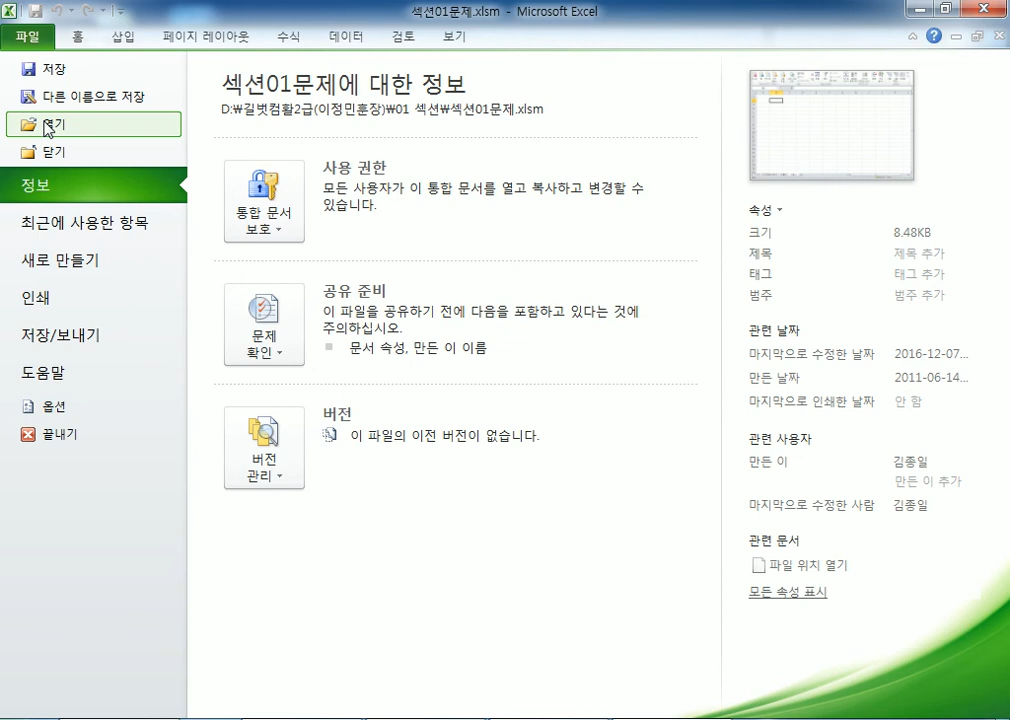 섹션01문제.xlsm - Microsoft Excel
파일 홈 삽입 페이지 레이아웃 수식 데이터 검토 보기
저장
다른 이름으로 저장
닫기
정보
최근에 사용한 항목
새로 만들기
인쇄
저장/보내기
도움말
옵션
끝내기
섹션01문제에 대한 정보
D:₩길벗컴활2급(이정민훈장)₩01 섹션₩섹션01문제.xlsm
통합 문서
보호
사용 권한
모든 사용자가 이 통합 문서를 열고 복사하고 변경할 수
있습니다.
문제
확인
공유 준비
이 파일을 공유하기 전에 다음을 포함하고 있다는 것에
주의하십시오.
문서 속성, 만든 이 이름
버전
관리
버전
이 파일의 이전 버전이 없습니다.
속성
크기 8.48KB
제목 제목 추가
태그 태그 추가
범주 범주 추가
관련 날짜
마지막으로 수정한 날짜 2016-12-07...
만든 날짜 2011-06-14...
마지막으로 인쇄한 날짜 안 함
관련 사용자
만든 이 김종일
만든 이 추가
마지막으로 수정한 사람 김종일
관련 문서
파일 위치 열기
모든 속성 표시